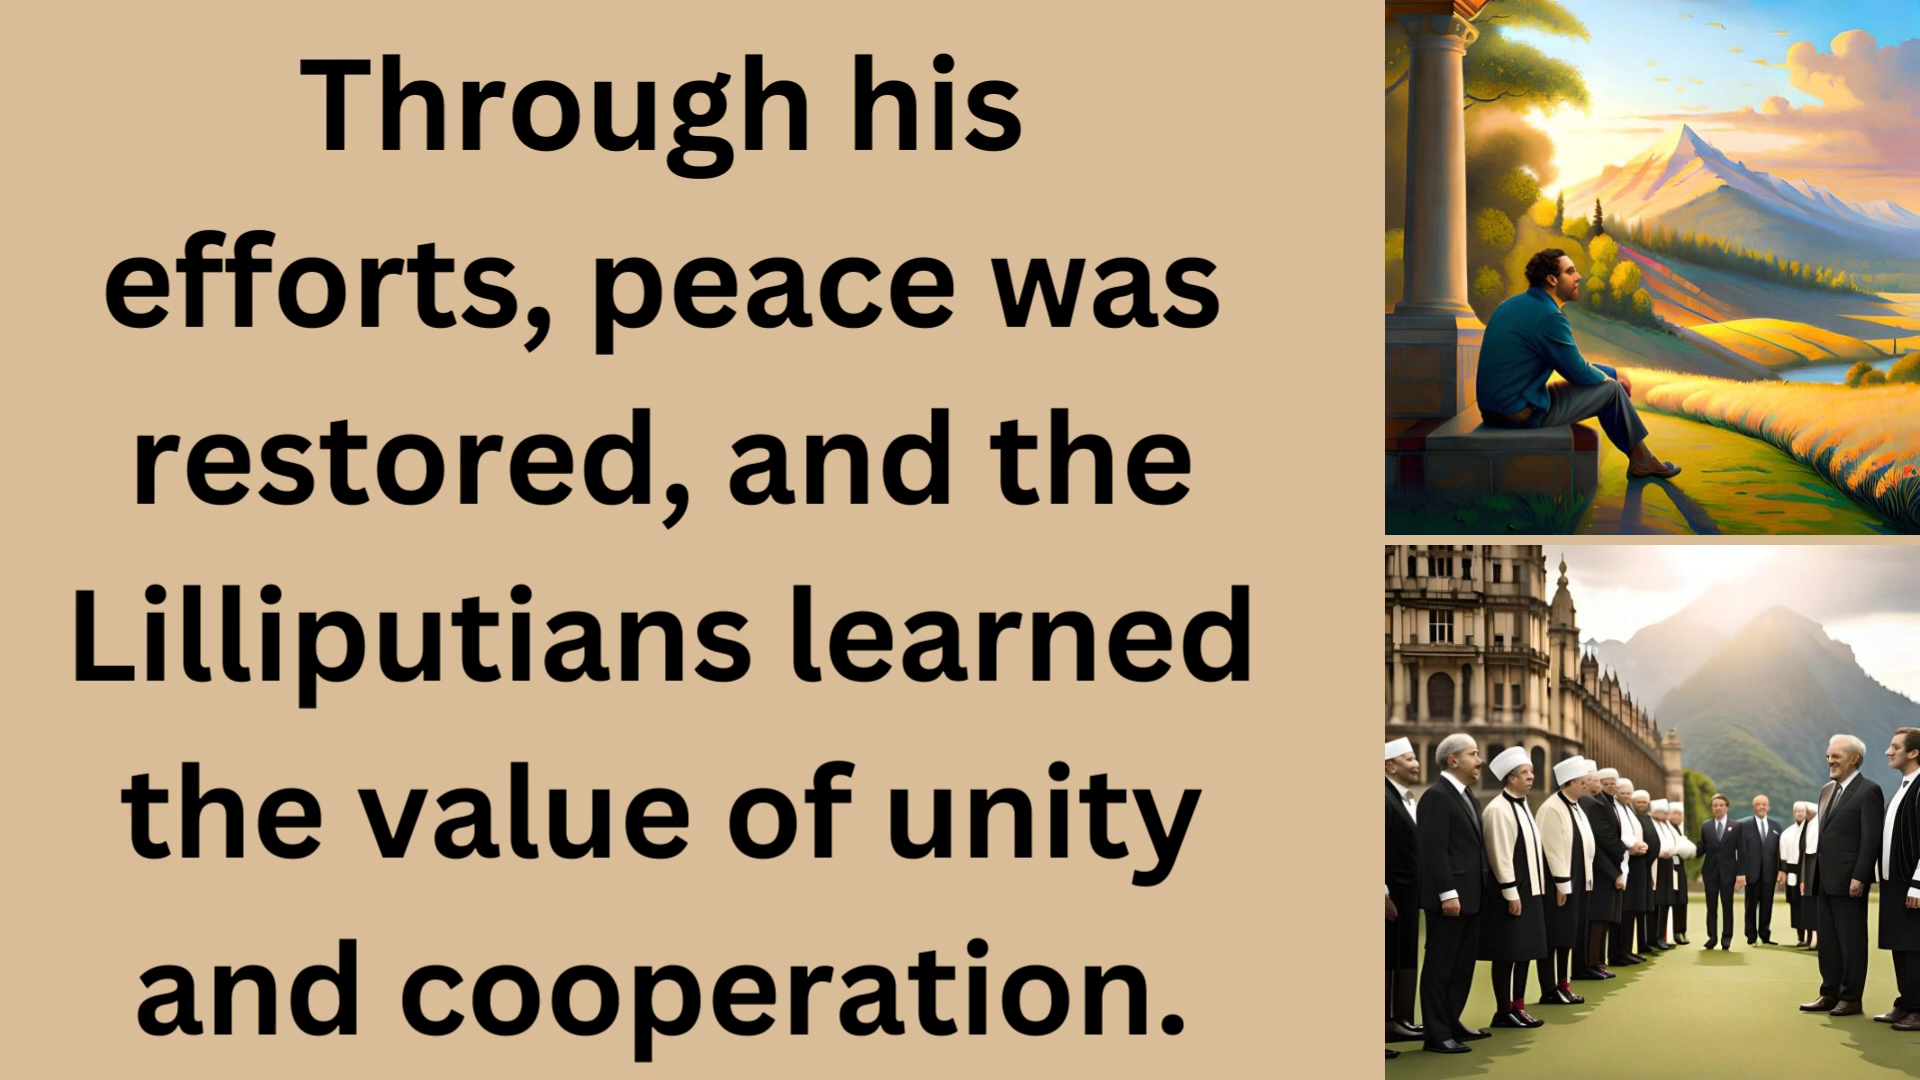 Through his
efforts, peace was
restored, and the
Lilliputians learned
the value of unity
and cooperation.